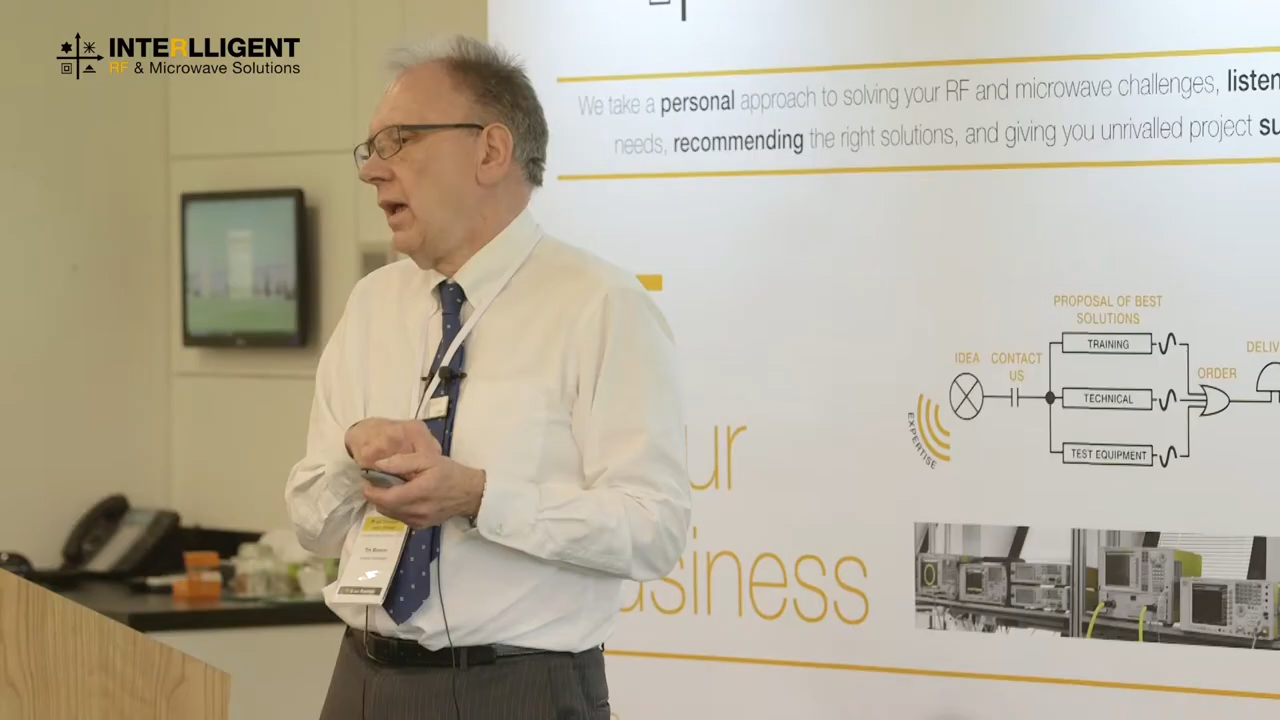 INTERLLIGENT
RF & Microwave Solutions
We take a personal approach to solving your RF and microwave challenges, listen
needs, recommending the right solutions, and giving you unrivalled project su
PROPOSAL OF BEST
SOLUTIONS
IDEA
CONTACT
US
TRAINING
TECHNICAL
TEST EQUIPMENT
ORDER
DELIV
EXPERTISE
ur
usiness